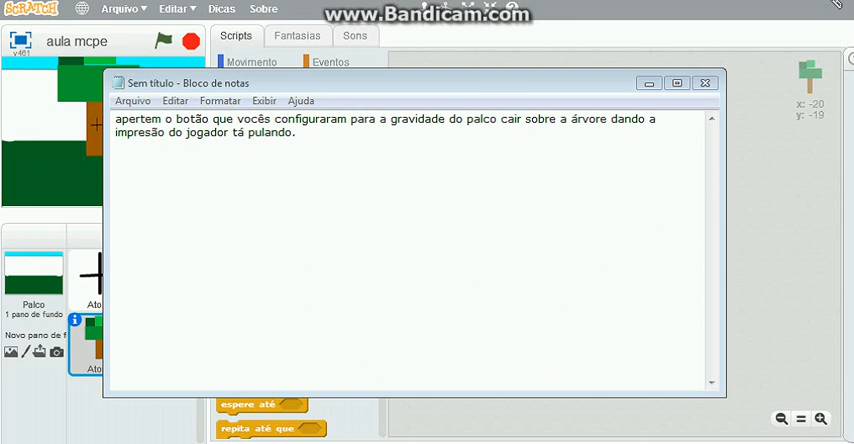 www.Bandicam.com
SCRATCH Arquivo Editar Dicas Sobre
aula mcpe
v461
Scripts Fantasias Sons
Movimento Eventos
Sem título - Bloco de notas
Arquivo Editar Formatar Exibir Ajuda
apertem o botão que vocês configuraram para a gravidade do palco cair sobre a árvore dando a
impresão do jogador tá pulando.
x: -20
y: -19
Palco
1 pano de fundo
Novo pano de f
Ato
Ato
espere até
repita até que